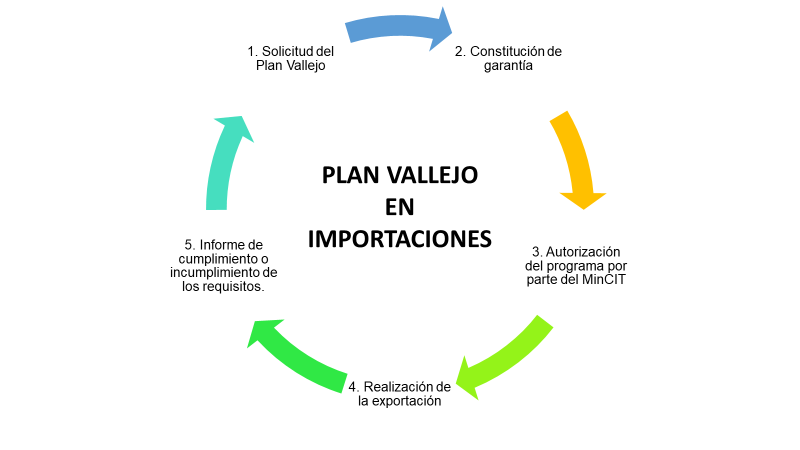 1. Solicitud del
Plan Vallejo
2. Constitución de
garantía
PLAN VALLEJO
EN
IMPORTACIONES
3. Autorización
del programa por
parte del MinCIT
4. Realización de
la exportación
5. Informe de
cumplimiento o
incumplimiento de
los requisitos.